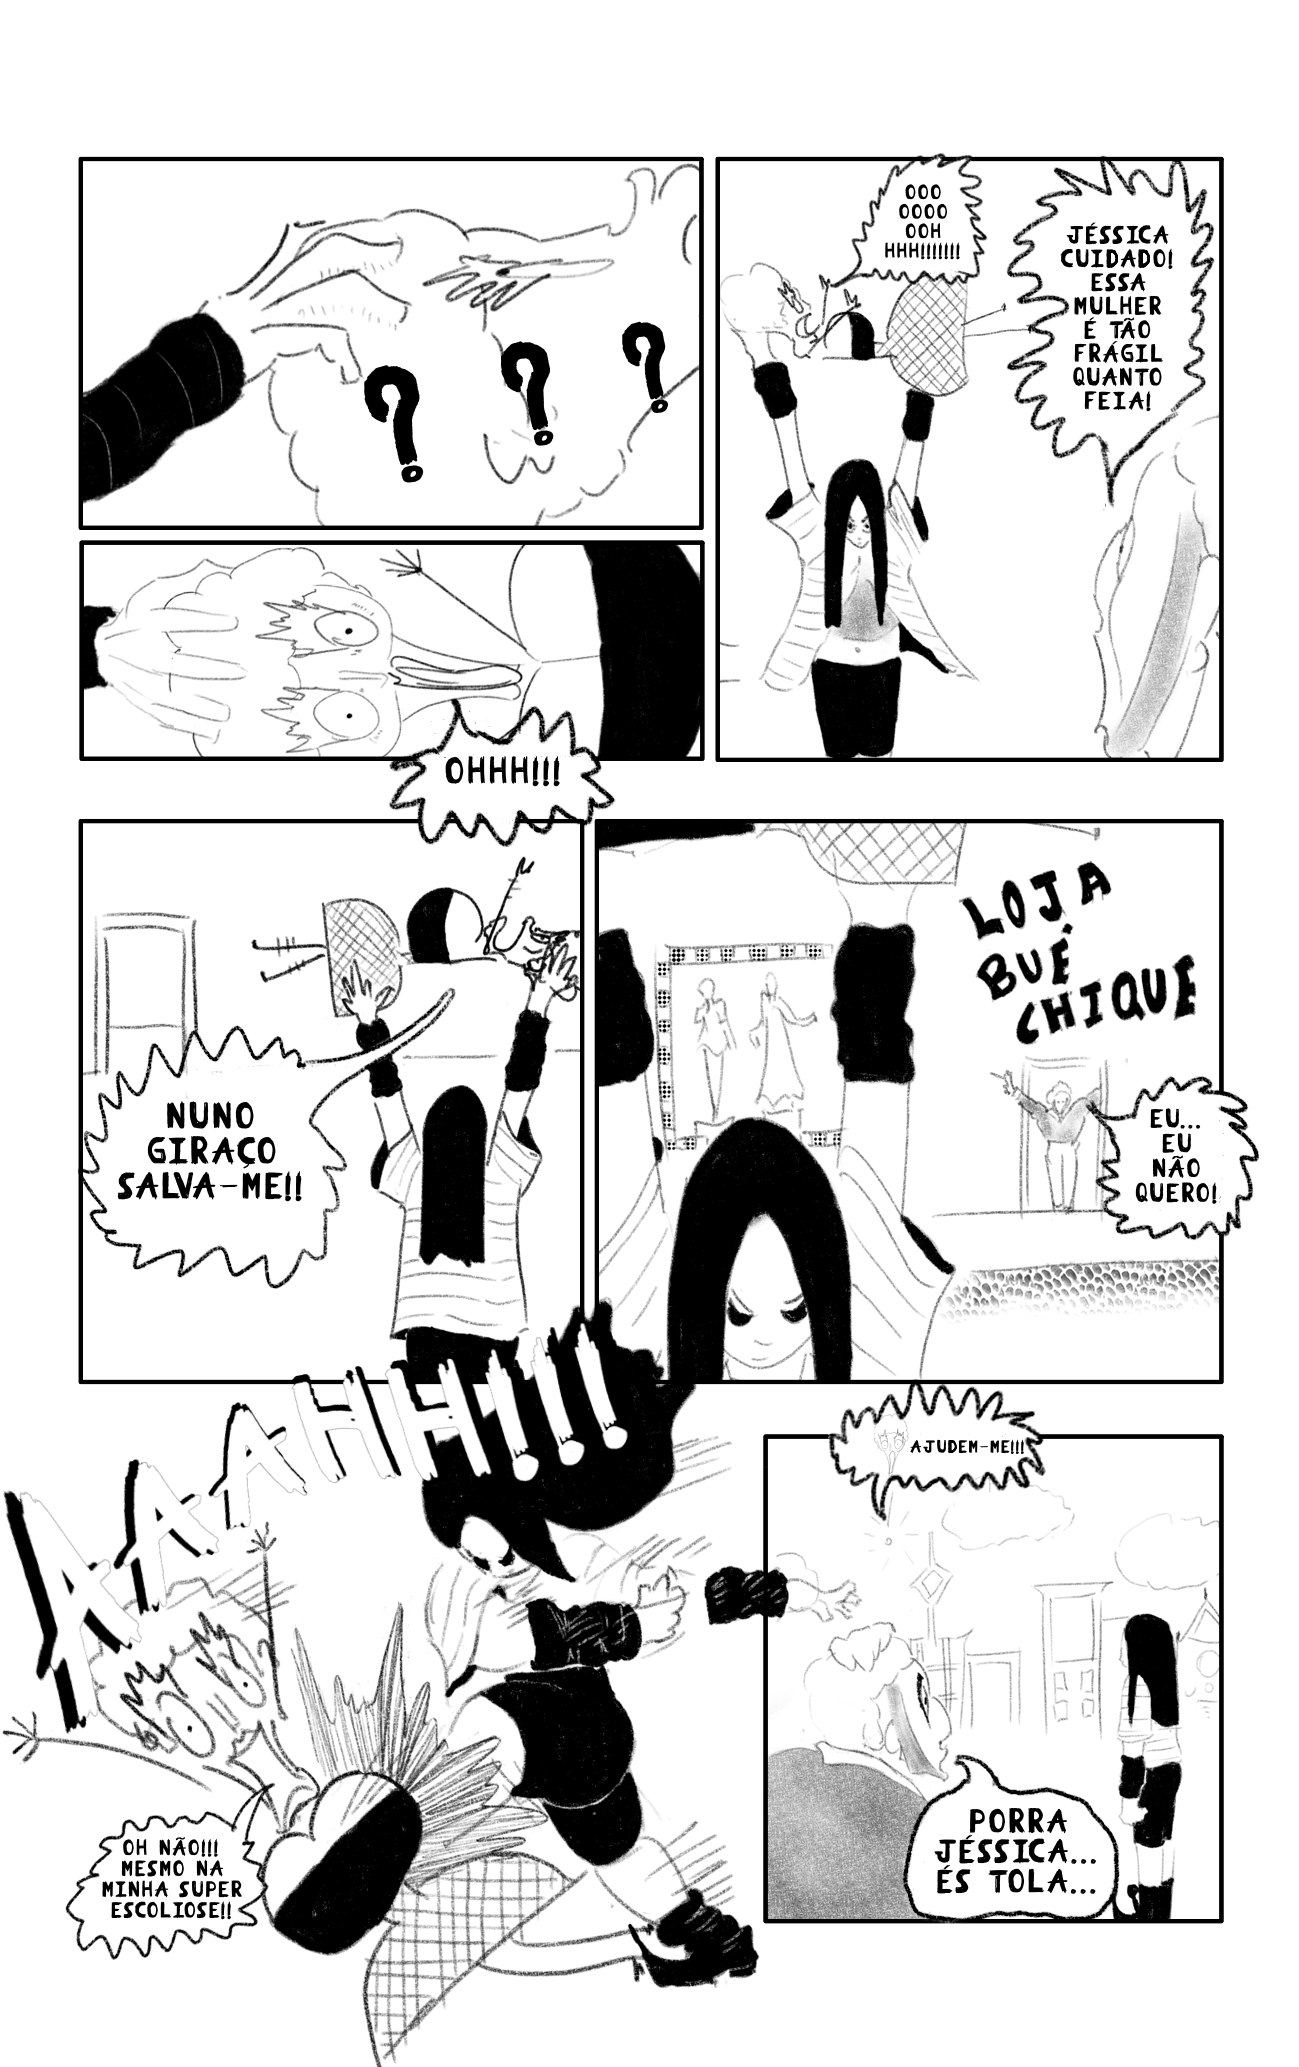 ? ? ?
OOO
OOOO
OOH
HHH!!!!!!!
JÉSSICA
CUIDADO!
ESSA
MULHER
É TÃO
FRÁGIL
QUANTO
FEIA!
OHHH!!!
NUNO
GIRAÇO
SALVA-ME!!
LOJA
BUÉ
CHIQUE
EU...
EU
NÃO
QUERO!
AAAAHHH!!!
OH NÃO!!!
MESMO NA
MINHA SUPER
ESCOLIOSE!!
AJUDEM-ME!!!
PORRA
JÉSSICA...
ÉS TOLA...